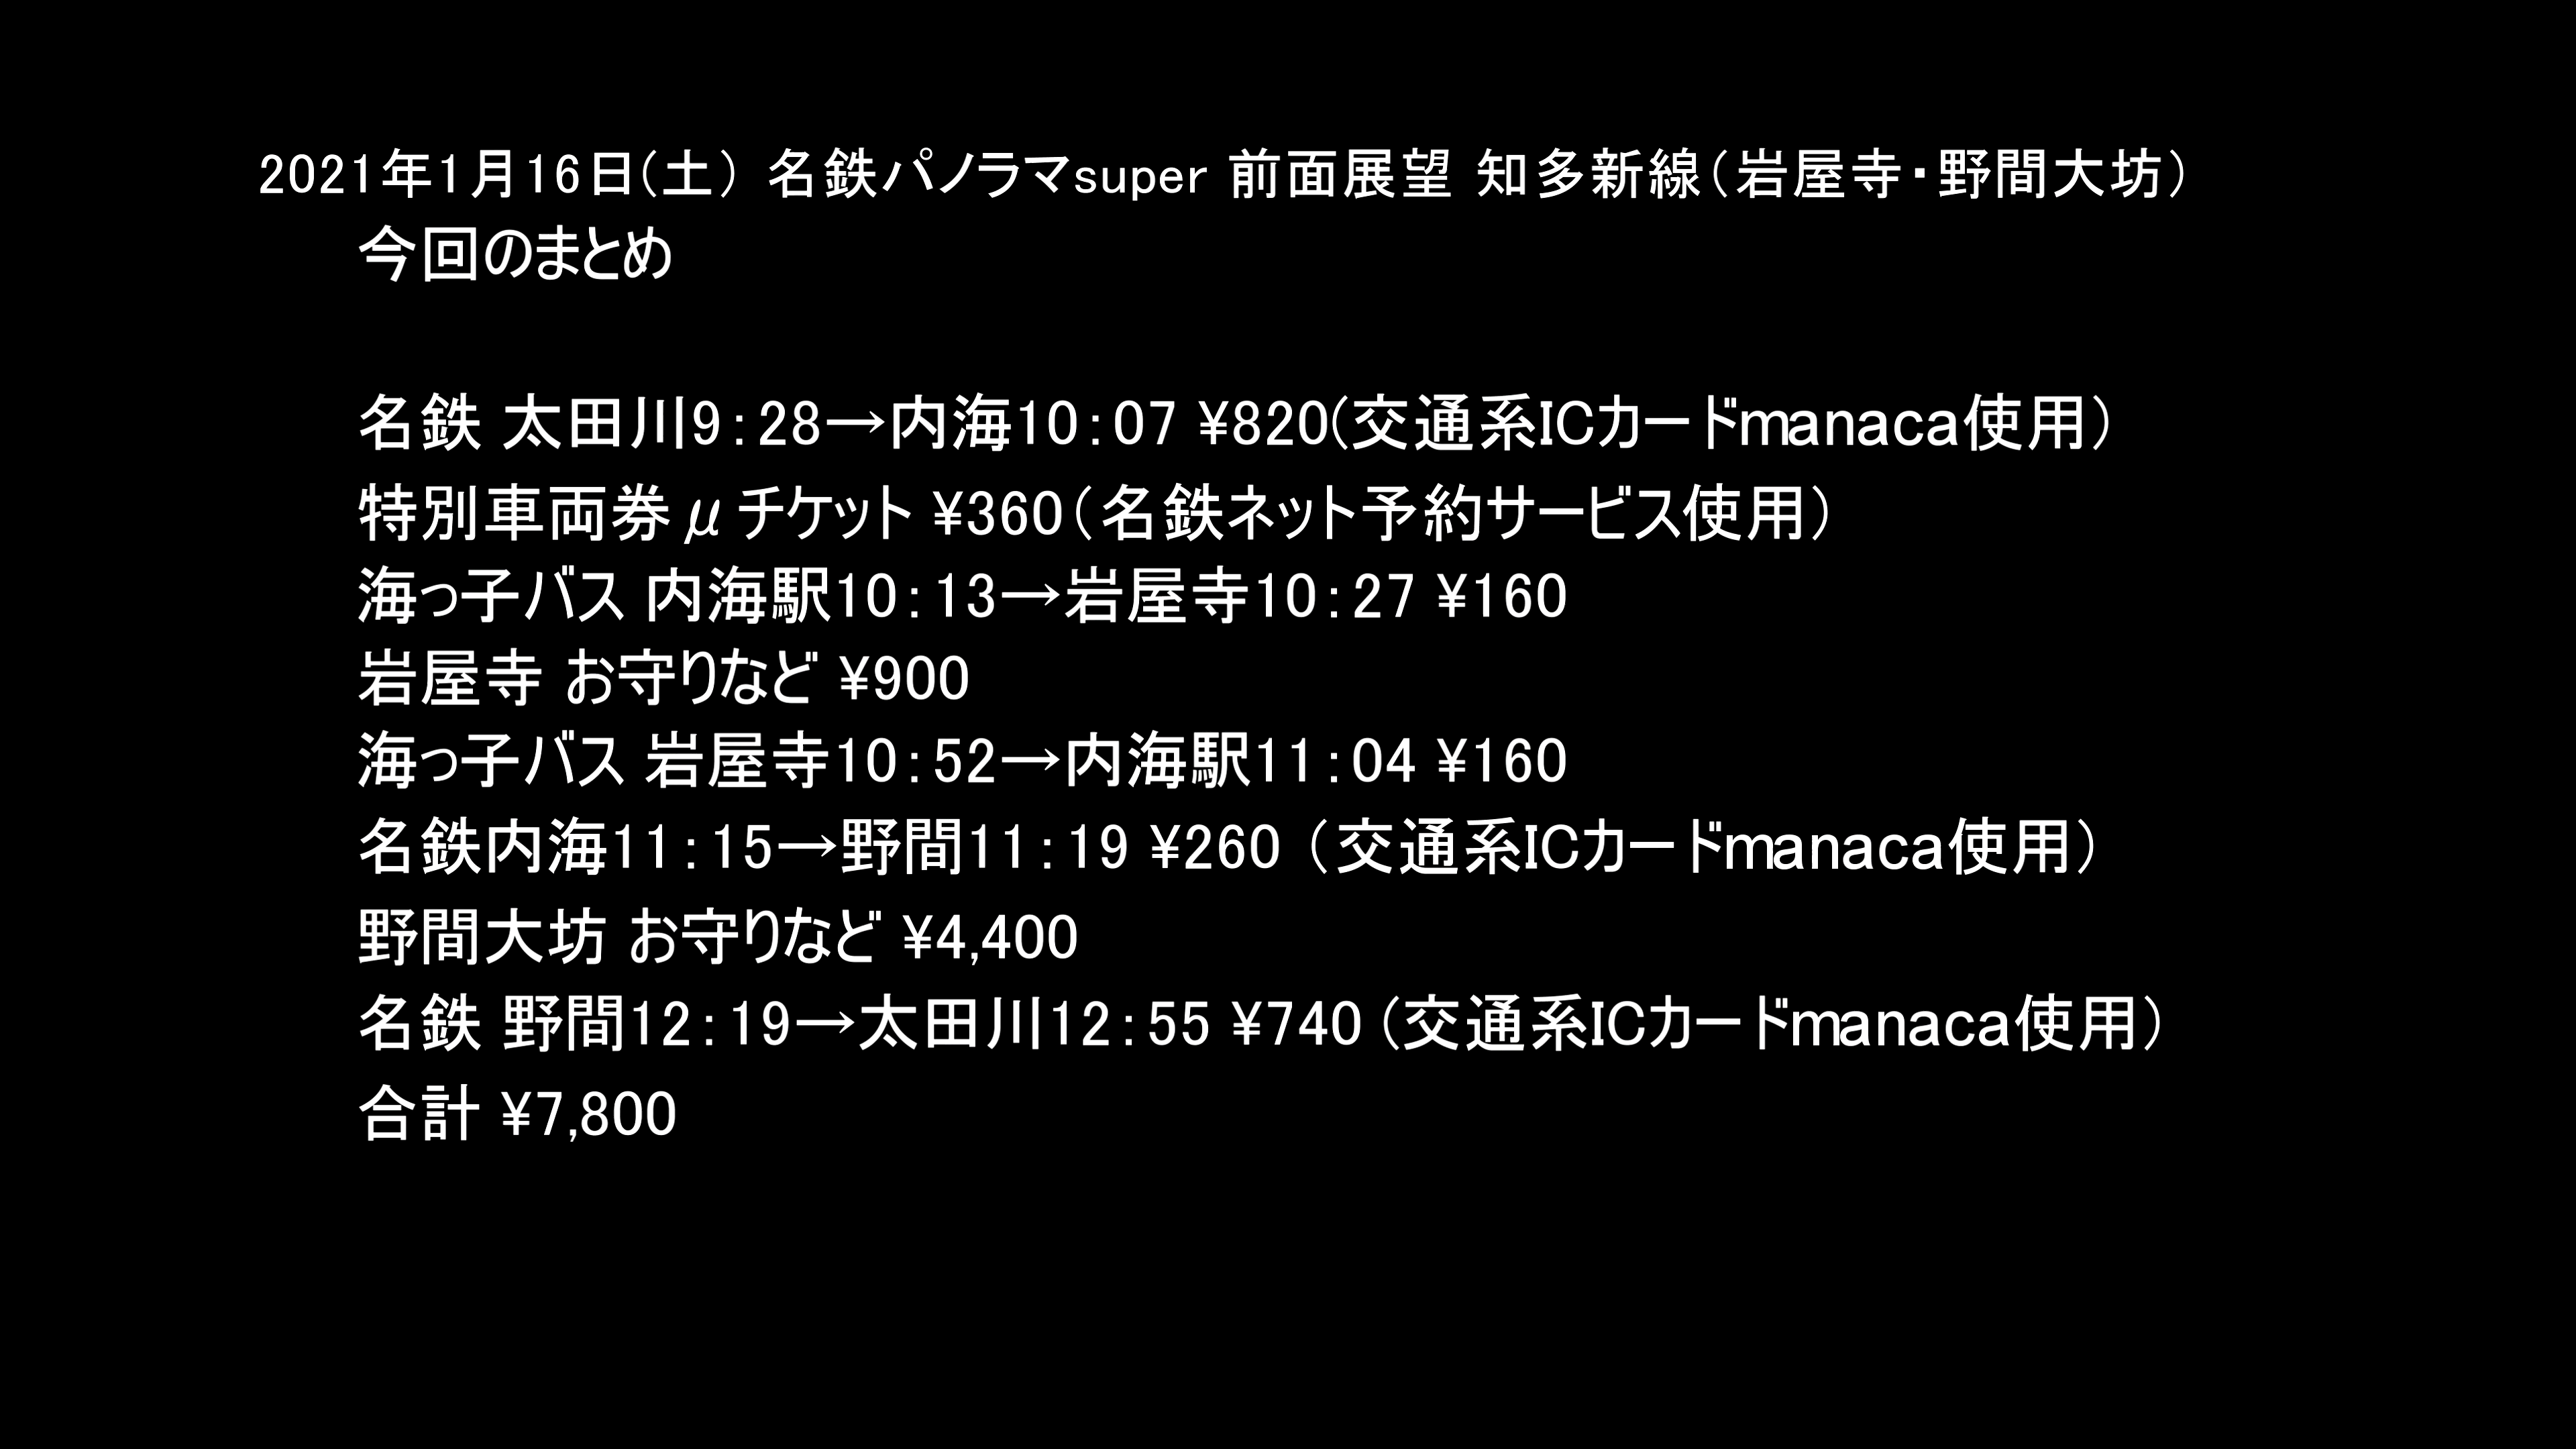 2021年1月16日(土) 名鉄パノラマsuper 前面展望 知多新線(岩屋寺・野間大坊)
今回のまとめ
名鉄 太田川9:28→内海10:07 ¥820(交通系ICカードmanaca使用)
特別車両券μチケット ¥360(名鉄ネット予約サービス使用)
海っ子バス 内海駅10:13→岩屋寺10:27 ¥160
岩屋寺 お守りなど ¥900
海っ子バス 岩屋寺10:52→内海駅11:04 ¥160
名鉄内海11:15→野間11:19 ¥260 (交通系ICカードmanaca使用)
野間大坊 お守りなど ¥4,400
名鉄 野間12:19→太田川12:55 ¥740 (交通系ICカードmanaca使用)
合計 ¥7,800